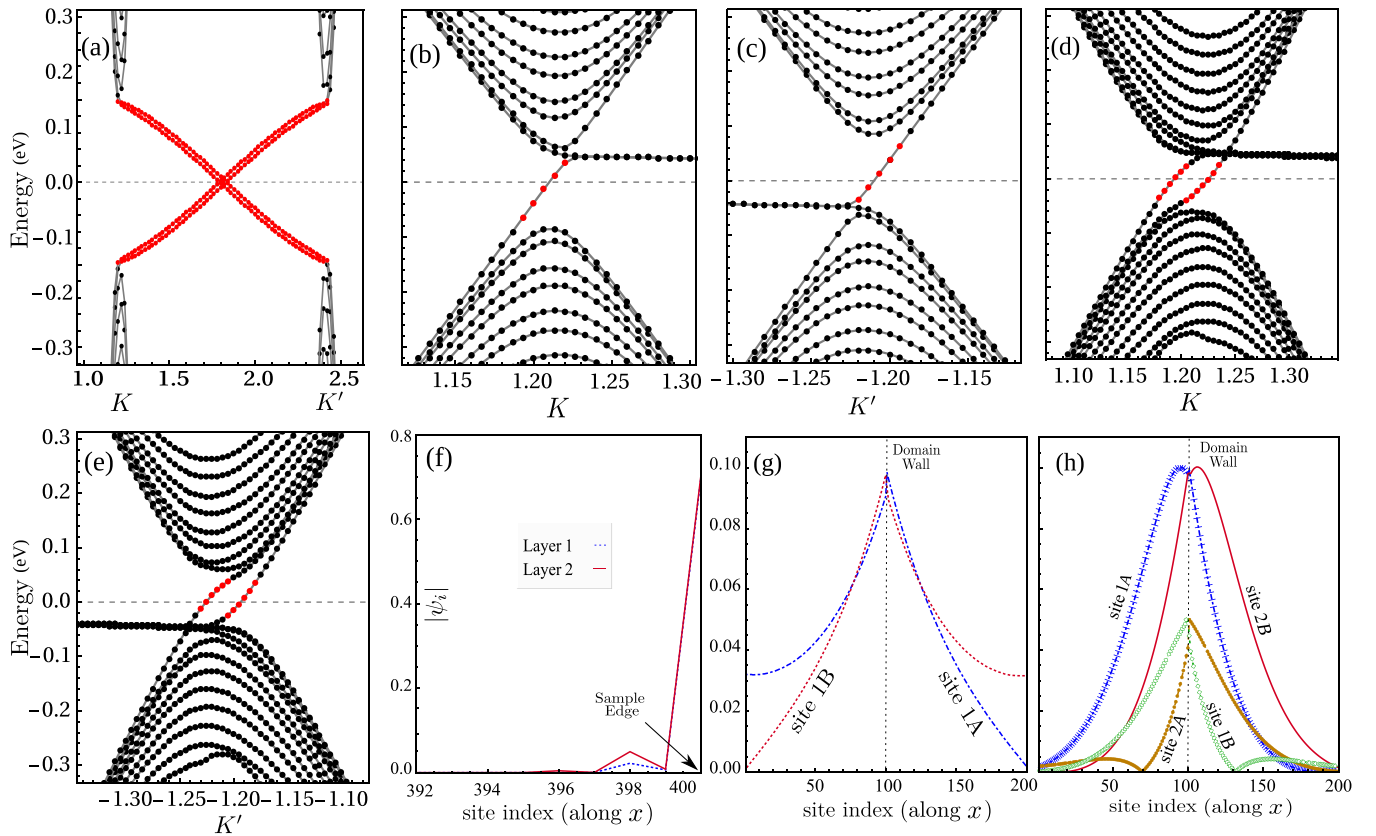 0.3
0.2
0.1
0.0
−0.1
−0.2
−0.3
Energy (eV)
(a)
1.0 1.5 2.0 2.5
K K′
(b)
1.15 1.20 1.25 1.30
K
(c)
−1.30 −1.25 −1.20 −1.15
K′
(d)
1.10 1.15 1.20 1.25 1.30
K
0.3
0.2
0.1
0.0
−0.1
−0.2
−0.3
Energy (eV)
(e)
−1.30 −1.25 −1.20 −1.15 −1.10
K′
(f)
0.8
0.6
0.4
0.2
0.0
|ψᵢ|
Layer 1
Layer 2
Sample
Edge
392 394 396 398 400
site index (along x)
(g)
0.10
0.08
0.06
0.04
0.02
0.00
Domain
Wall
site 1B
site 1A
50 100 150 200
site index (along x)
(h)
Domain
Wall
site 1A
site 2B
site 2A
site 1B
50 100 150 200
site index (along x)